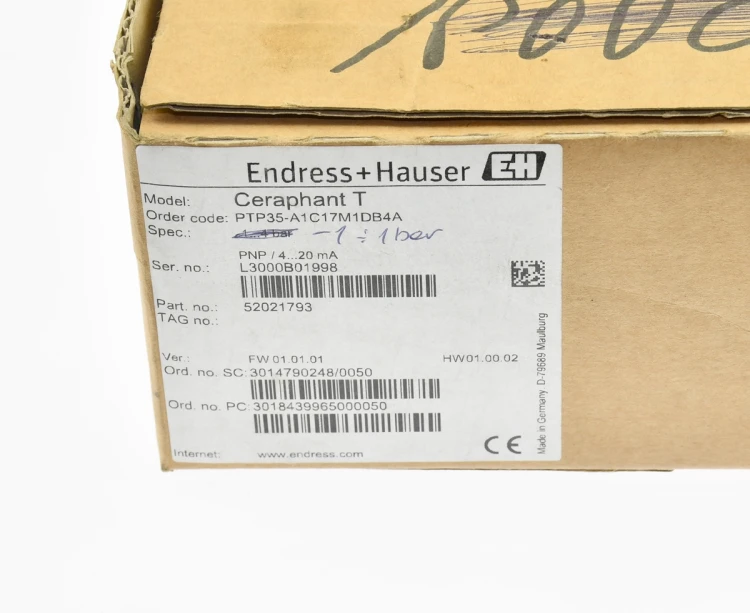 Endress+Hauser EH
Model: Ceraphant T
Order code: PTP35-A1C17M1DB4A
Spec.: -1 ÷ 1 bar
PNP / 4...20 mA
Ser. no.: L3000B01998
Part. no.: 52021793
TAG no.:
Ver.: FW 01.01.01 HW01.00.02
Ord. no. SC: 3014790248/0050
Ord. no. PC: 3018439965000050
Internet: www.endress.com
CE
Made in Germany D-79689 Maulburg